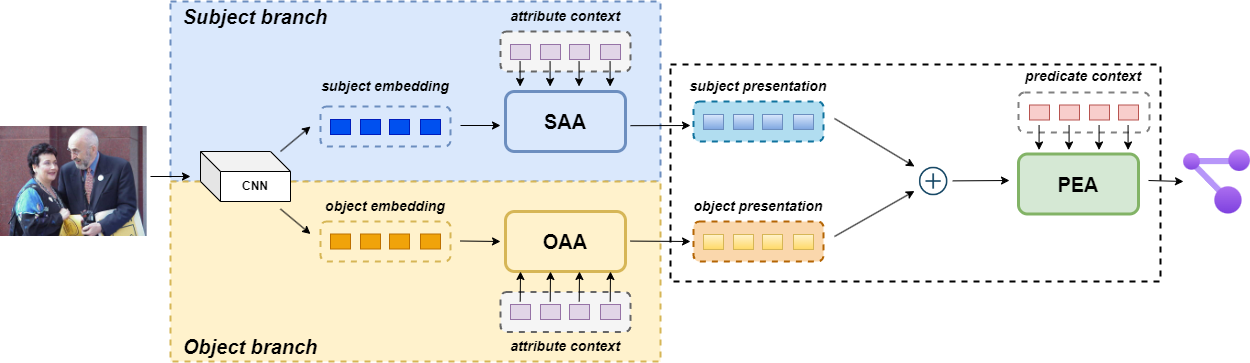 Subject branch
attribute context
subject embedding
SAA
subject presentation
predicate context
CNN
PEA
object embedding
OAA
object presentation
attribute context
Object branch